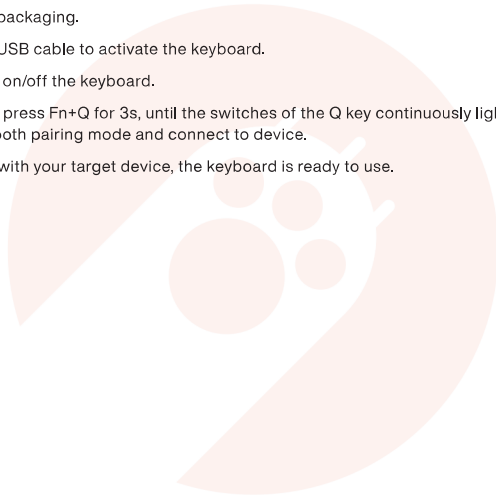 packaging.
USB cable to activate the keyboard.
on/off the keyboard.
press Fn+Q for 3s, until the switches of the Q key continuously
ooth pairing mode and connect to device.
with your target device, the keyboard is ready to use.